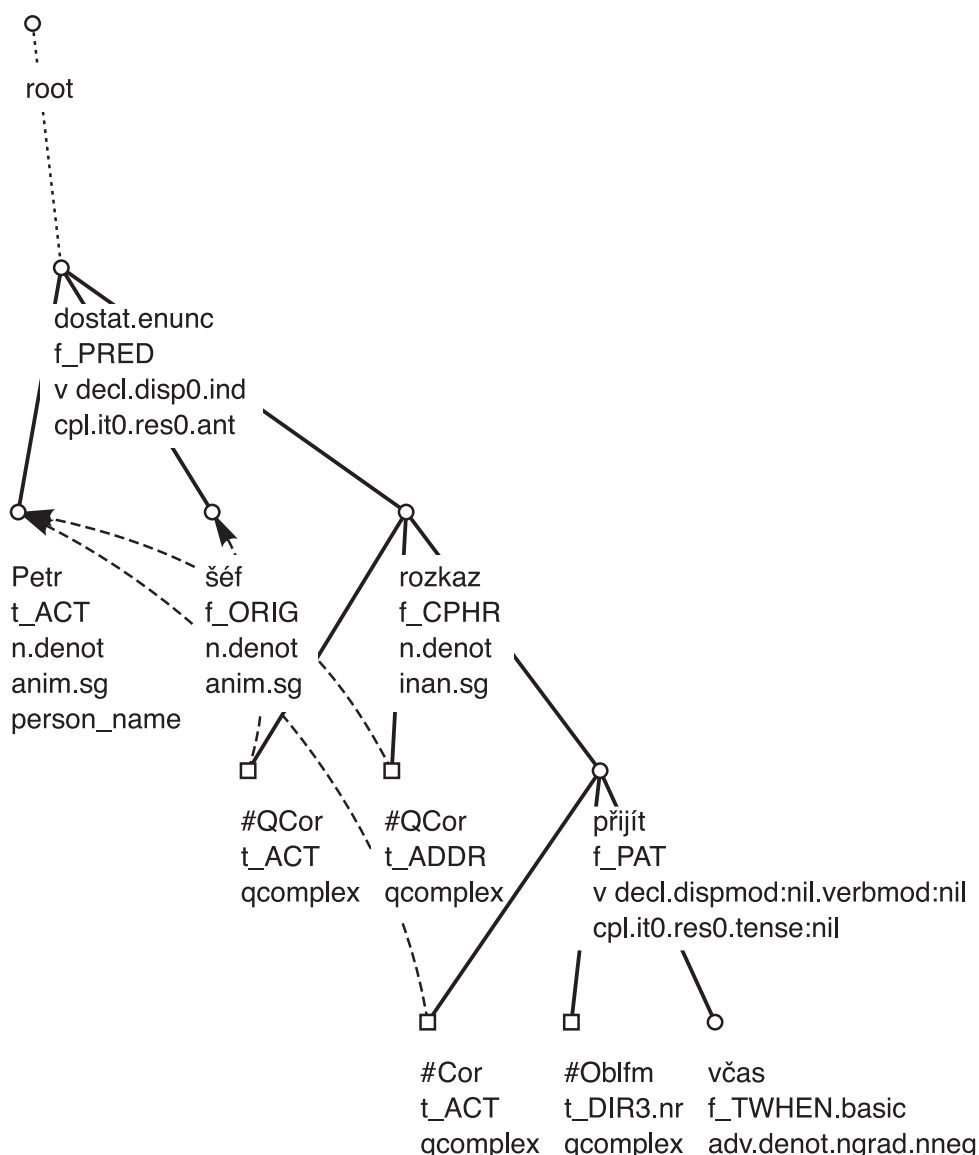 root
dostat.enunc
f_PRED
v decl.disp0.ind
cpl.it0.res0.ant
Petr
t_ACT
n.denot
anim.sg
person_name
šéf
f_ORIG
n.denot
anim.sg
rozkaz
f_CPHR
n.denot
inan.sg
#QCor
t_ACT
qcomplex
#QCor
t_ADDR
qcomplex
přijít
f_PAT
v decl.dispmod:nil.verbmod:nil
cpl.it0.res0.tense:nil
#Cor
t_ACT
qcomplex
#Oblfm
t_DIR3.nr
qcomplex
včas
f_TWHEN.basic
adv.denot.ngrad.nneg